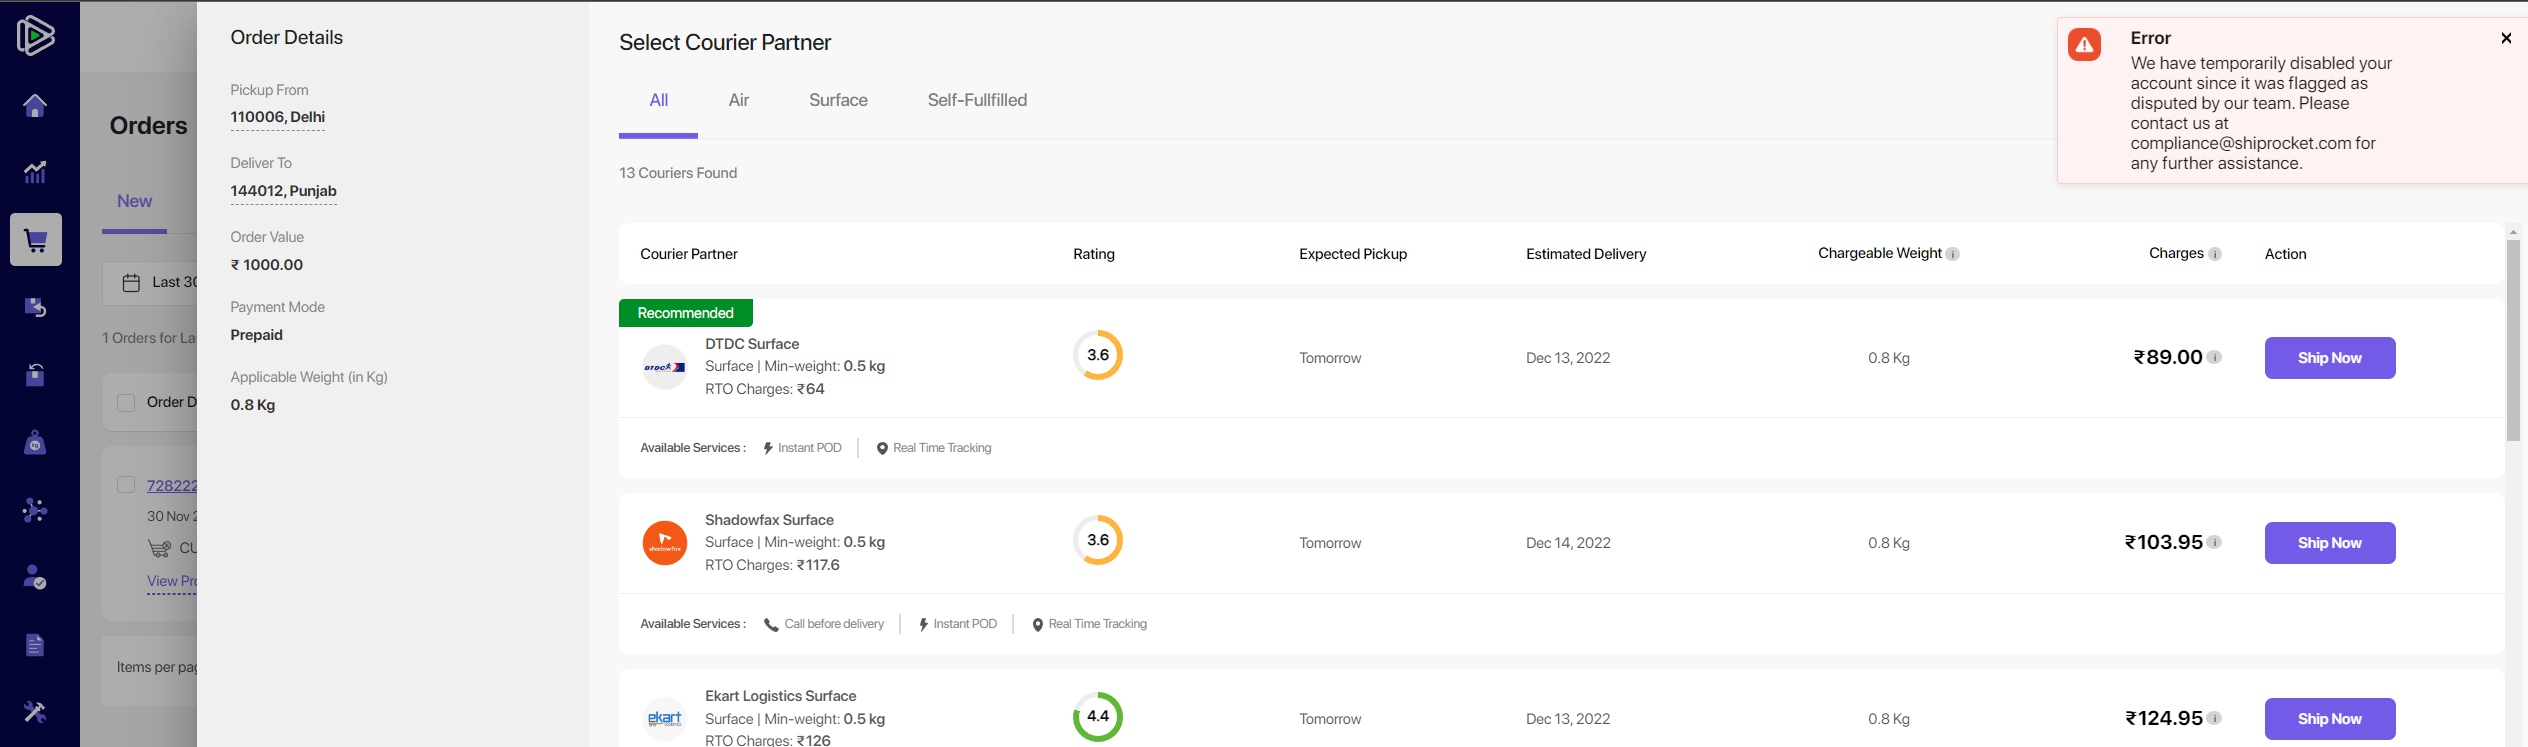 Order Details
Pickup From
110006, Delhi
Deliver To
144012, Punjab
Order Value
₹ 1000.00
Payment Mode
Prepaid
Applicable Weight (in Kg)
0.8 Kg
Orders
New
Last 30
1 Orders for La
Order D
728222
30 Nov 2
CU
View Pr
Items per pag
Select Courier Partner
All Air Surface Self-Fullfilled
13 Couriers Found
Error
We have temporarily disabled your
account since it was flagged as
disputed by our team. Please
contact us at
compliance@shiprocket.com for
any further assistance.
Courier Partner Rating Expected Pickup Estimated Delivery Chargeable Weight Charges Action
Recommended
DTDC
DTDC Surface
Surface | Min-weight: 0.5 kg
RTO Charges: ₹64
3.6 Tomorrow Dec 13, 2022 0.8 Kg ₹89.00 Ship Now
Available Services : Instant POD Real Time Tracking
shadowfax
Shadowfax Surface
Surface | Min-weight: 0.5 kg
RTO Charges: ₹117.6
3.6 Tomorrow Dec 14, 2022 0.8 Kg ₹103.95 Ship Now
Available Services : Call before delivery Instant POD Real Time Tracking
ekart
Ekart Logistics Surface
Surface | Min-weight: 0.5 kg
RTO Charges: ₹126
4.4 Tomorrow Dec 13, 2022 0.8 Kg ₹124.95 Ship Now